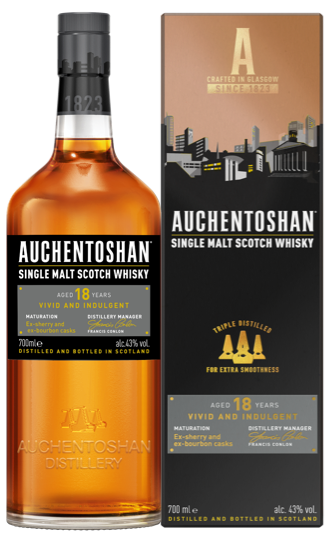 1823
AUCHENTOSHAN
SINGLE MALT SCOTCH WHISKY
AGED 18 YEARS
VIVID AND INDULGENT
MATURATION
Ex-sherry and
ex-bourbon casks
DISTILLERY MANAGER
FRANCIS CONLON
700ml e
alc.43% vol.
DISTILLED AND BOTTLED IN SCOTLAND
AUCHENTOSHAN
DISTILLERY
A
CRAFTED IN GLASGOW
SINCE 1823
AUCHENTOSHAN
SINGLE MALT SCOTCH WHISKY
TRIPLE DISTILLED
FOR EXTRA SMOOTHNESS
AGED 18 YEARS
VIVID AND INDULGENT
MATURATION
Ex-sherry and
ex-bourbon casks
DISTILLERY MANAGER
FRANCIS CONLON
700 ml e
alc. 43% vol.
DISTILLED AND BOTTLED IN SCOTLAND